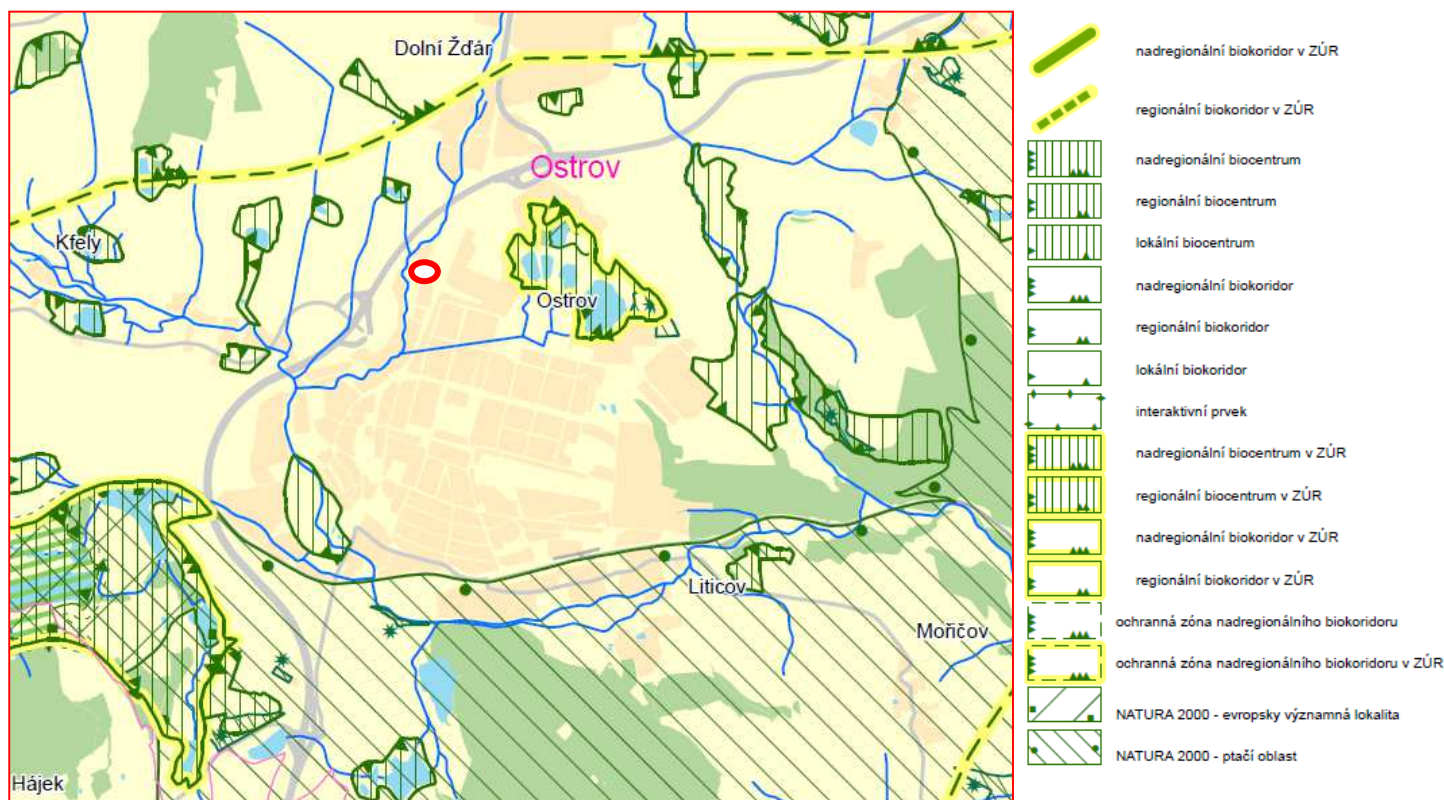 Dolní Žďár
Ostrov
Kfely
Ostrov
Liticov
Mořičov
Hájek
nadregionální biokoridor v ZÚR
regionální biokoridor v ZÚR
nadregionální biocentrum
regionální biocentrum
lokální biocentrum
nadregionální biokoridor
regionální biokoridor
lokální biokoridor
interaktivní prvek
nadregionální biocentrum v ZÚR
regionální biocentrum v ZÚR
nadregionální biokoridor v ZÚR
regionální biokoridor v ZÚR
ochranná zóna nadregionálního biokoridoru
ochranná zóna nadregionálního biokoridoru v ZÚR
NATURA 2000 - evropsky významná lokalita
NATURA 2000 - ptačí oblast